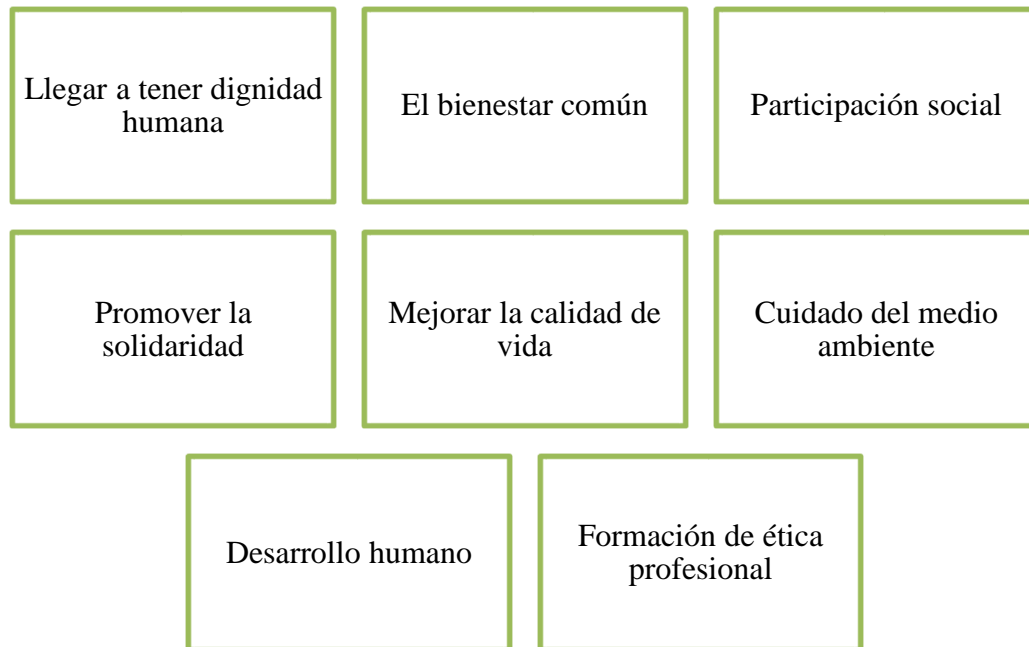 Llegar a tener dignidad
humana
El bienestar común
Participación social
Promover la
solidaridad
Mejorar la calidad de
vida
Cuidado del medio
ambiente
Desarrollo humano
Formación de ética
profesional